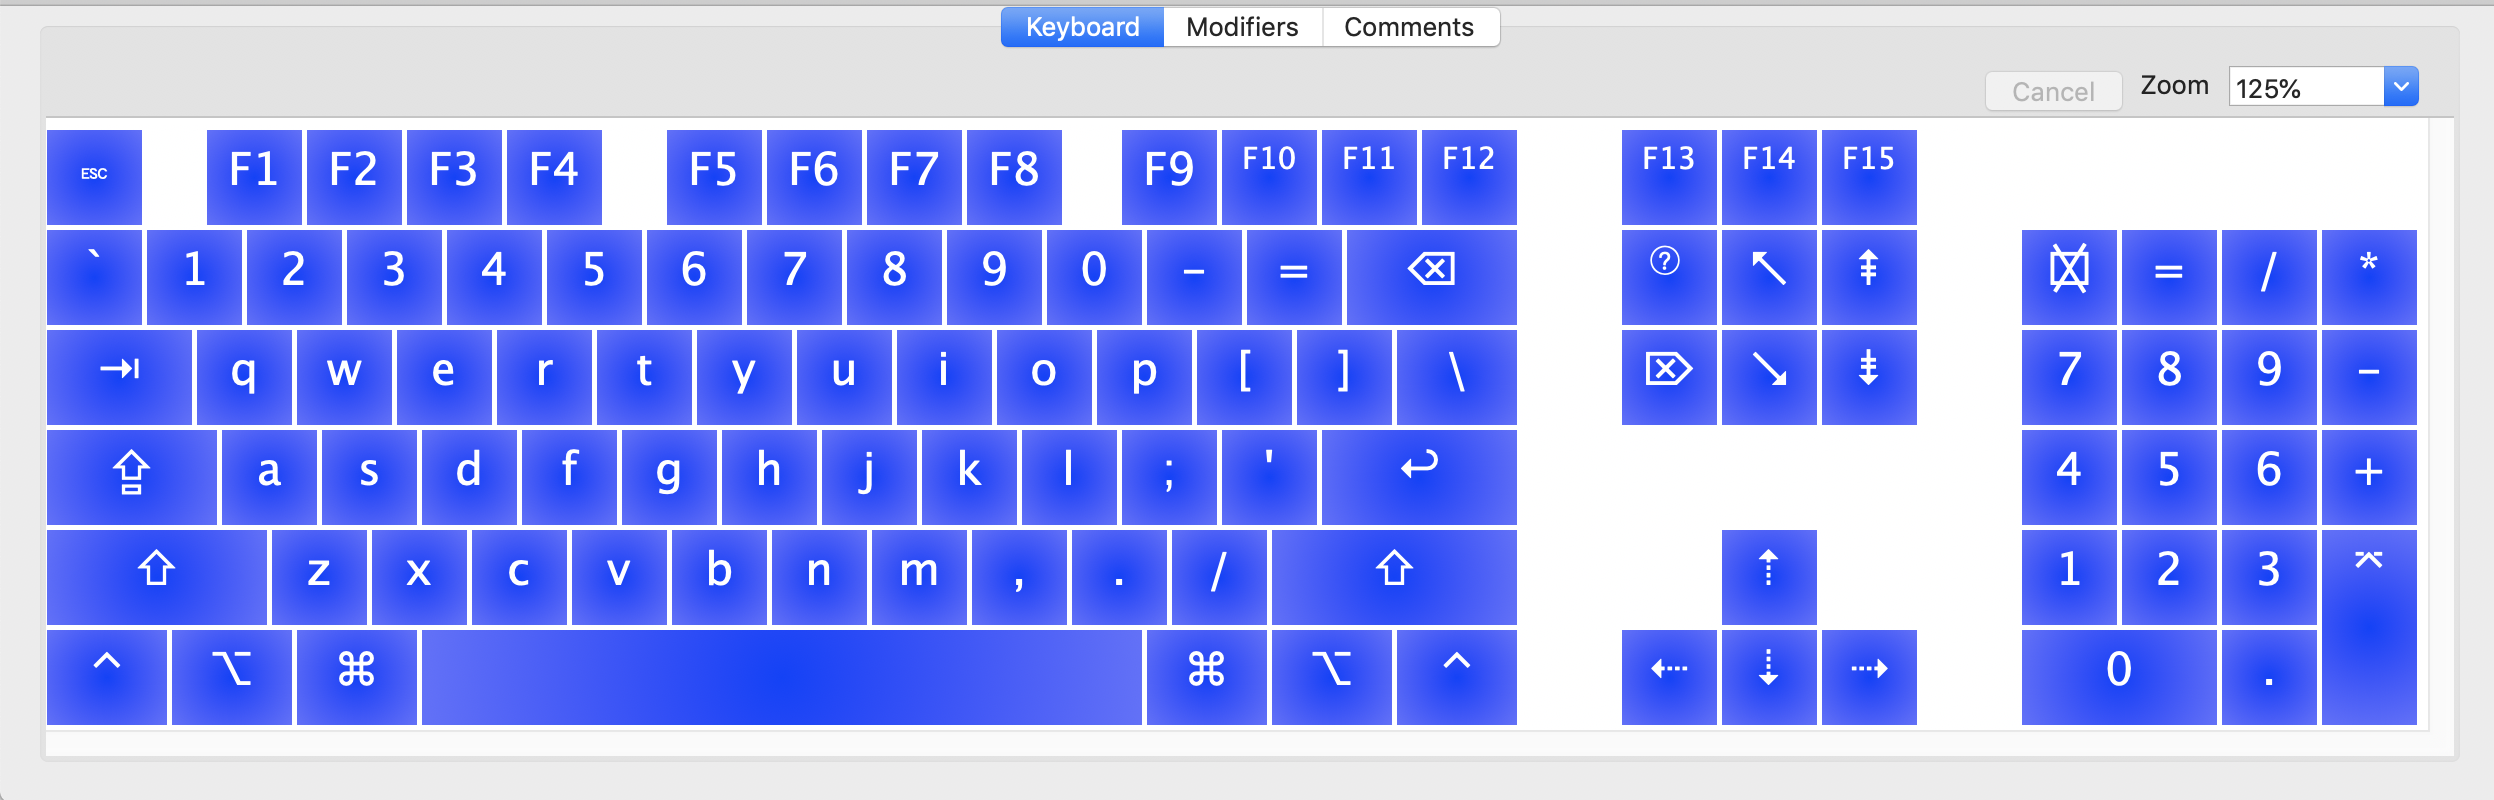 Keyboard Modifiers Comments
Cancel Zoom 125%
ESC F1 F2 F3 F4 F5 F6 F7 F8 F9 F10 F11 F12 F13 F14 F15
` 1 2 3 4 5 6 7 8 9 0 - = ⌫ ? ↖ ⇞ ⌧ = / *
⇥ q w e r t y u i o p [ ] \ ⌦ ↘ ⇟ 7 8 9 -
⇪ a s d f g h j k l ; ' ↩ 4 5 6 +
⇧ z x c v b n m , . / ⇧ ⇡ 1 2 3 ⌤
⌃ ⌥ ⌘ ⌘ ⌥ ⌃ ⇠ ⇣ ⇢ 0 .